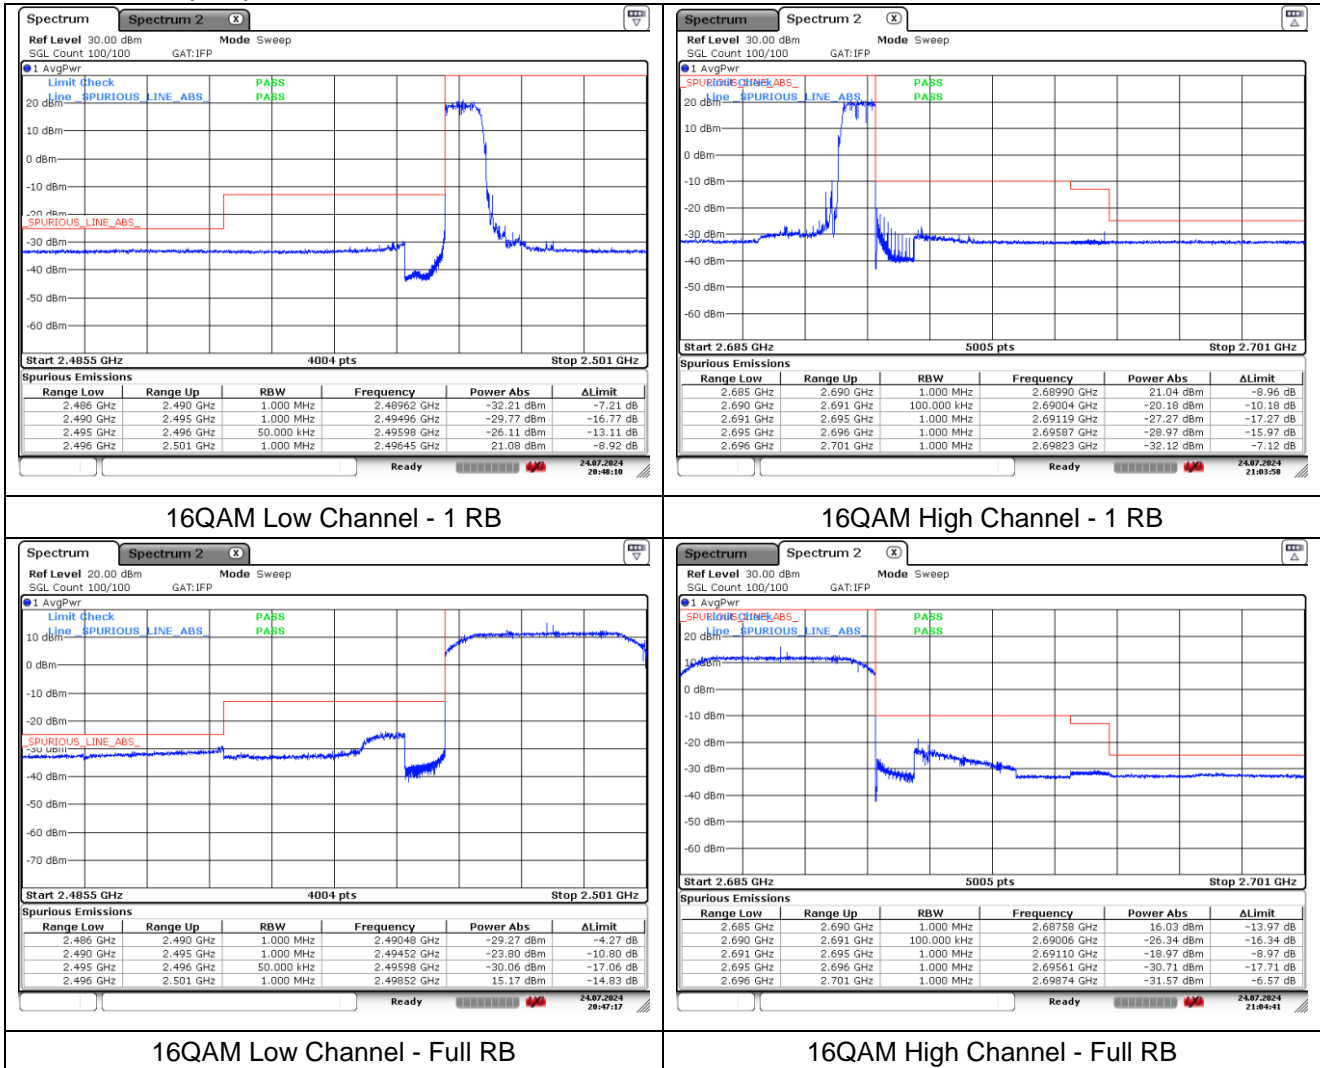 Spectrum Spectrum 2 X
Ref Level 30.00 dBm Mode Sweep
SGL Count 100/100 GAT:IFP
1 AvgPwr
Limit Check PASS
Line _SPURIOUS_LINE_ABS_ PASS
20 dBm
10 dBm
0 dBm
-10 dBm
-20 dBm
_SPURIOUS_LINE_ABS_
-30 dBm
-40 dBm
-50 dBm
-60 dBm
Start 2.4855 GHz 4004 pts Stop 2.501 GHz
Spurious Emissions
Range Low Range Up RBW Frequency Power Abs ΔLimit
2.486 GHz 2.490 GHz 1.000 MHz 2.48962 GHz -32.21 dBm -7.21 dB
2.490 GHz 2.495 GHz 1.000 MHz 2.49496 GHz -29.77 dBm -16.77 dB
2.495 GHz 2.496 GHz 50.000 kHz 2.49598 GHz -26.11 dBm -13.11 dB
2.496 GHz 2.501 GHz 1.000 MHz 2.49645 GHz 21.08 dBm -8.92 dB
Ready 24.07.2024
20:48:10
16QAM Low Channel - 1 RB
Spectrum Spectrum 2 X
Ref Level 30.00 dBm Mode Sweep
SGL Count 100/100 GAT:IFP
1 AvgPwr
_SPURIOUS_LINE_ABS_
Limit Check PASS
Line _SPURIOUS_LINE_ABS_ PASS
20 dBm
10 dBm
0 dBm
-10 dBm
-20 dBm
-30 dBm
-40 dBm
-50 dBm
-60 dBm
Start 2.685 GHz 5005 pts Stop 2.701 GHz
Spurious Emissions
Range Low Range Up RBW Frequency Power Abs ΔLimit
2.685 GHz 2.690 GHz 1.000 MHz 2.68990 GHz 21.04 dBm -8.96 dB
2.690 GHz 2.691 GHz 100.000 kHz 2.69004 GHz -20.18 dBm -10.18 dB
2.691 GHz 2.695 GHz 1.000 MHz 2.69119 GHz -27.27 dBm -17.27 dB
2.695 GHz 2.696 GHz 1.000 MHz 2.69587 GHz -28.97 dBm -15.97 dB
2.696 GHz 2.701 GHz 1.000 MHz 2.69823 GHz -32.12 dBm -7.12 dB
Ready 24.07.2024
21:03:58
16QAM High Channel - 1 RB
Spectrum Spectrum 2 X
Ref Level 20.00 dBm Mode Sweep
SGL Count 100/100 GAT:IFP
1 AvgPwr
Limit Check PASS
Line _SPURIOUS_LINE_ABS_ PASS
10 dBm
0 dBm
-10 dBm
-20 dBm
_SPURIOUS_LINE_ABS_
-30 dBm
-40 dBm
-50 dBm
-60 dBm
-70 dBm
Start 2.4855 GHz 4004 pts Stop 2.501 GHz
Spurious Emissions
Range Low Range Up RBW Frequency Power Abs ΔLimit
2.486 GHz 2.490 GHz 1.000 MHz 2.49048 GHz -29.27 dBm -4.27 dB
2.490 GHz 2.495 GHz 1.000 MHz 2.49452 GHz -23.80 dBm -10.80 dB
2.495 GHz 2.496 GHz 50.000 kHz 2.49598 GHz -30.06 dBm -17.06 dB
2.496 GHz 2.501 GHz 1.000 MHz 2.49852 GHz 15.17 dBm -14.83 dB
Ready 24.07.2024
20:47:17
16QAM Low Channel - Full RB
Spectrum Spectrum 2 X
Ref Level 30.00 dBm Mode Sweep
SGL Count 100/100 GAT:IFP
1 AvgPwr
_SPURIOUS_LINE_ABS_
Limit Check PASS
Line _SPURIOUS_LINE_ABS_ PASS
20 dBm
10 dBm
0 dBm
-10 dBm
-20 dBm
-30 dBm
-40 dBm
-50 dBm
-60 dBm
Start 2.685 GHz 5005 pts Stop 2.701 GHz
Spurious Emissions
Range Low Range Up RBW Frequency Power Abs ΔLimit
2.685 GHz 2.690 GHz 1.000 MHz 2.68758 GHz 16.03 dBm -13.97 dB
2.690 GHz 2.691 GHz 100.000 kHz 2.69006 GHz -26.34 dBm -16.34 dB
2.691 GHz 2.695 GHz 1.000 MHz 2.69110 GHz -18.97 dBm -8.97 dB
2.695 GHz 2.696 GHz 1.000 MHz 2.69561 GHz -30.71 dBm -17.71 dB
2.696 GHz 2.701 GHz 1.000 MHz 2.69874 GHz -31.57 dBm -6.57 dB
Ready 24.07.2024
21:04:41
16QAM High Channel - Full RB